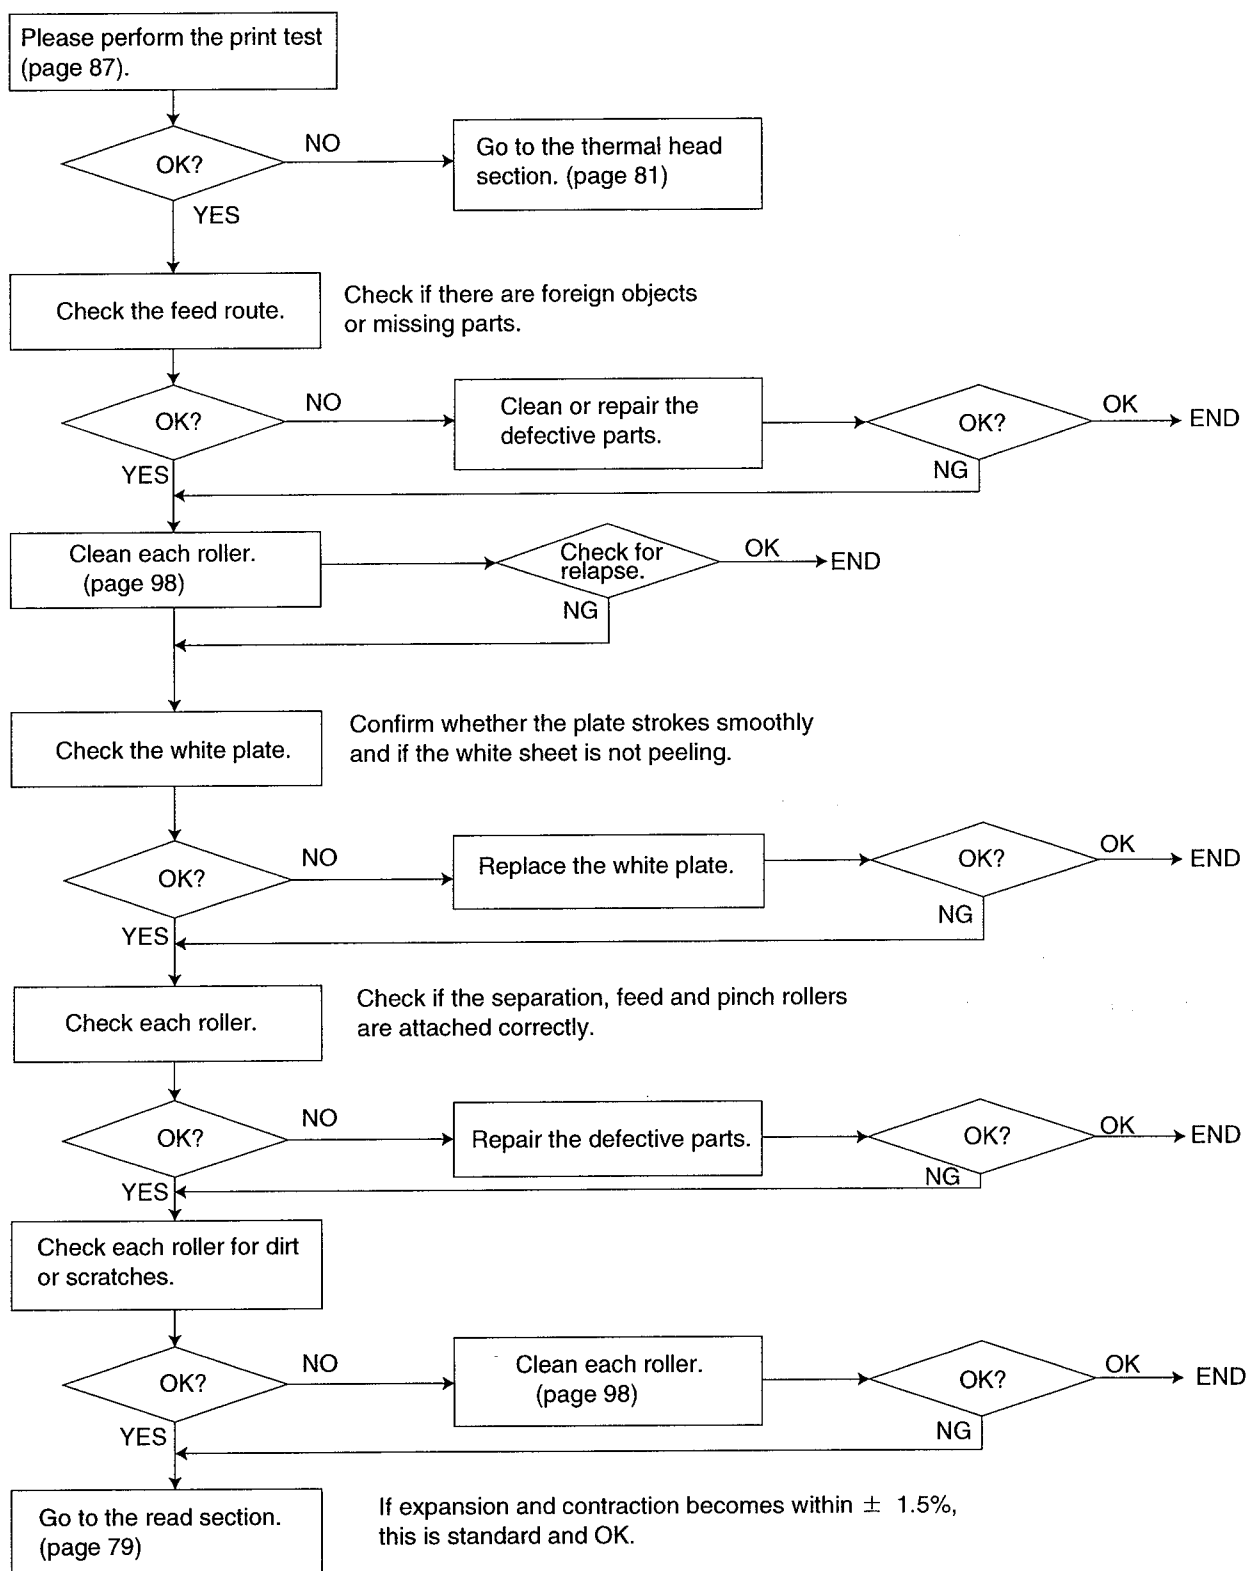 Please perform the print test
(page 87).
OK?
NO
Go to the thermal head
section. (page 81)
YES
Check the feed route.
Check if there are foreign objects
or missing parts.
OK?
NO
Clean or repair the
defective parts.
OK?
OK
END
YES
NG
Clean each roller.
(page 98)
Check for
relapse.
OK
END
NG
Check the white plate.
Confirm whether the plate strokes smoothly
and if the white sheet is not peeling.
OK?
NO
Replace the white plate.
OK?
OK
END
YES
NG
Check each roller.
Check if the separation, feed and pinch rollers
are attached correctly.
OK?
NO
Repair the defective parts.
OK?
OK
END
YES
NG
Check each roller for dirt
or scratches.
OK?
NO
Clean each roller.
(page 98)
OK?
OK
END
YES
NG
Go to the read section.
(page 79)
If expansion and contraction becomes within ± 1.5%,
this is standard and OK.